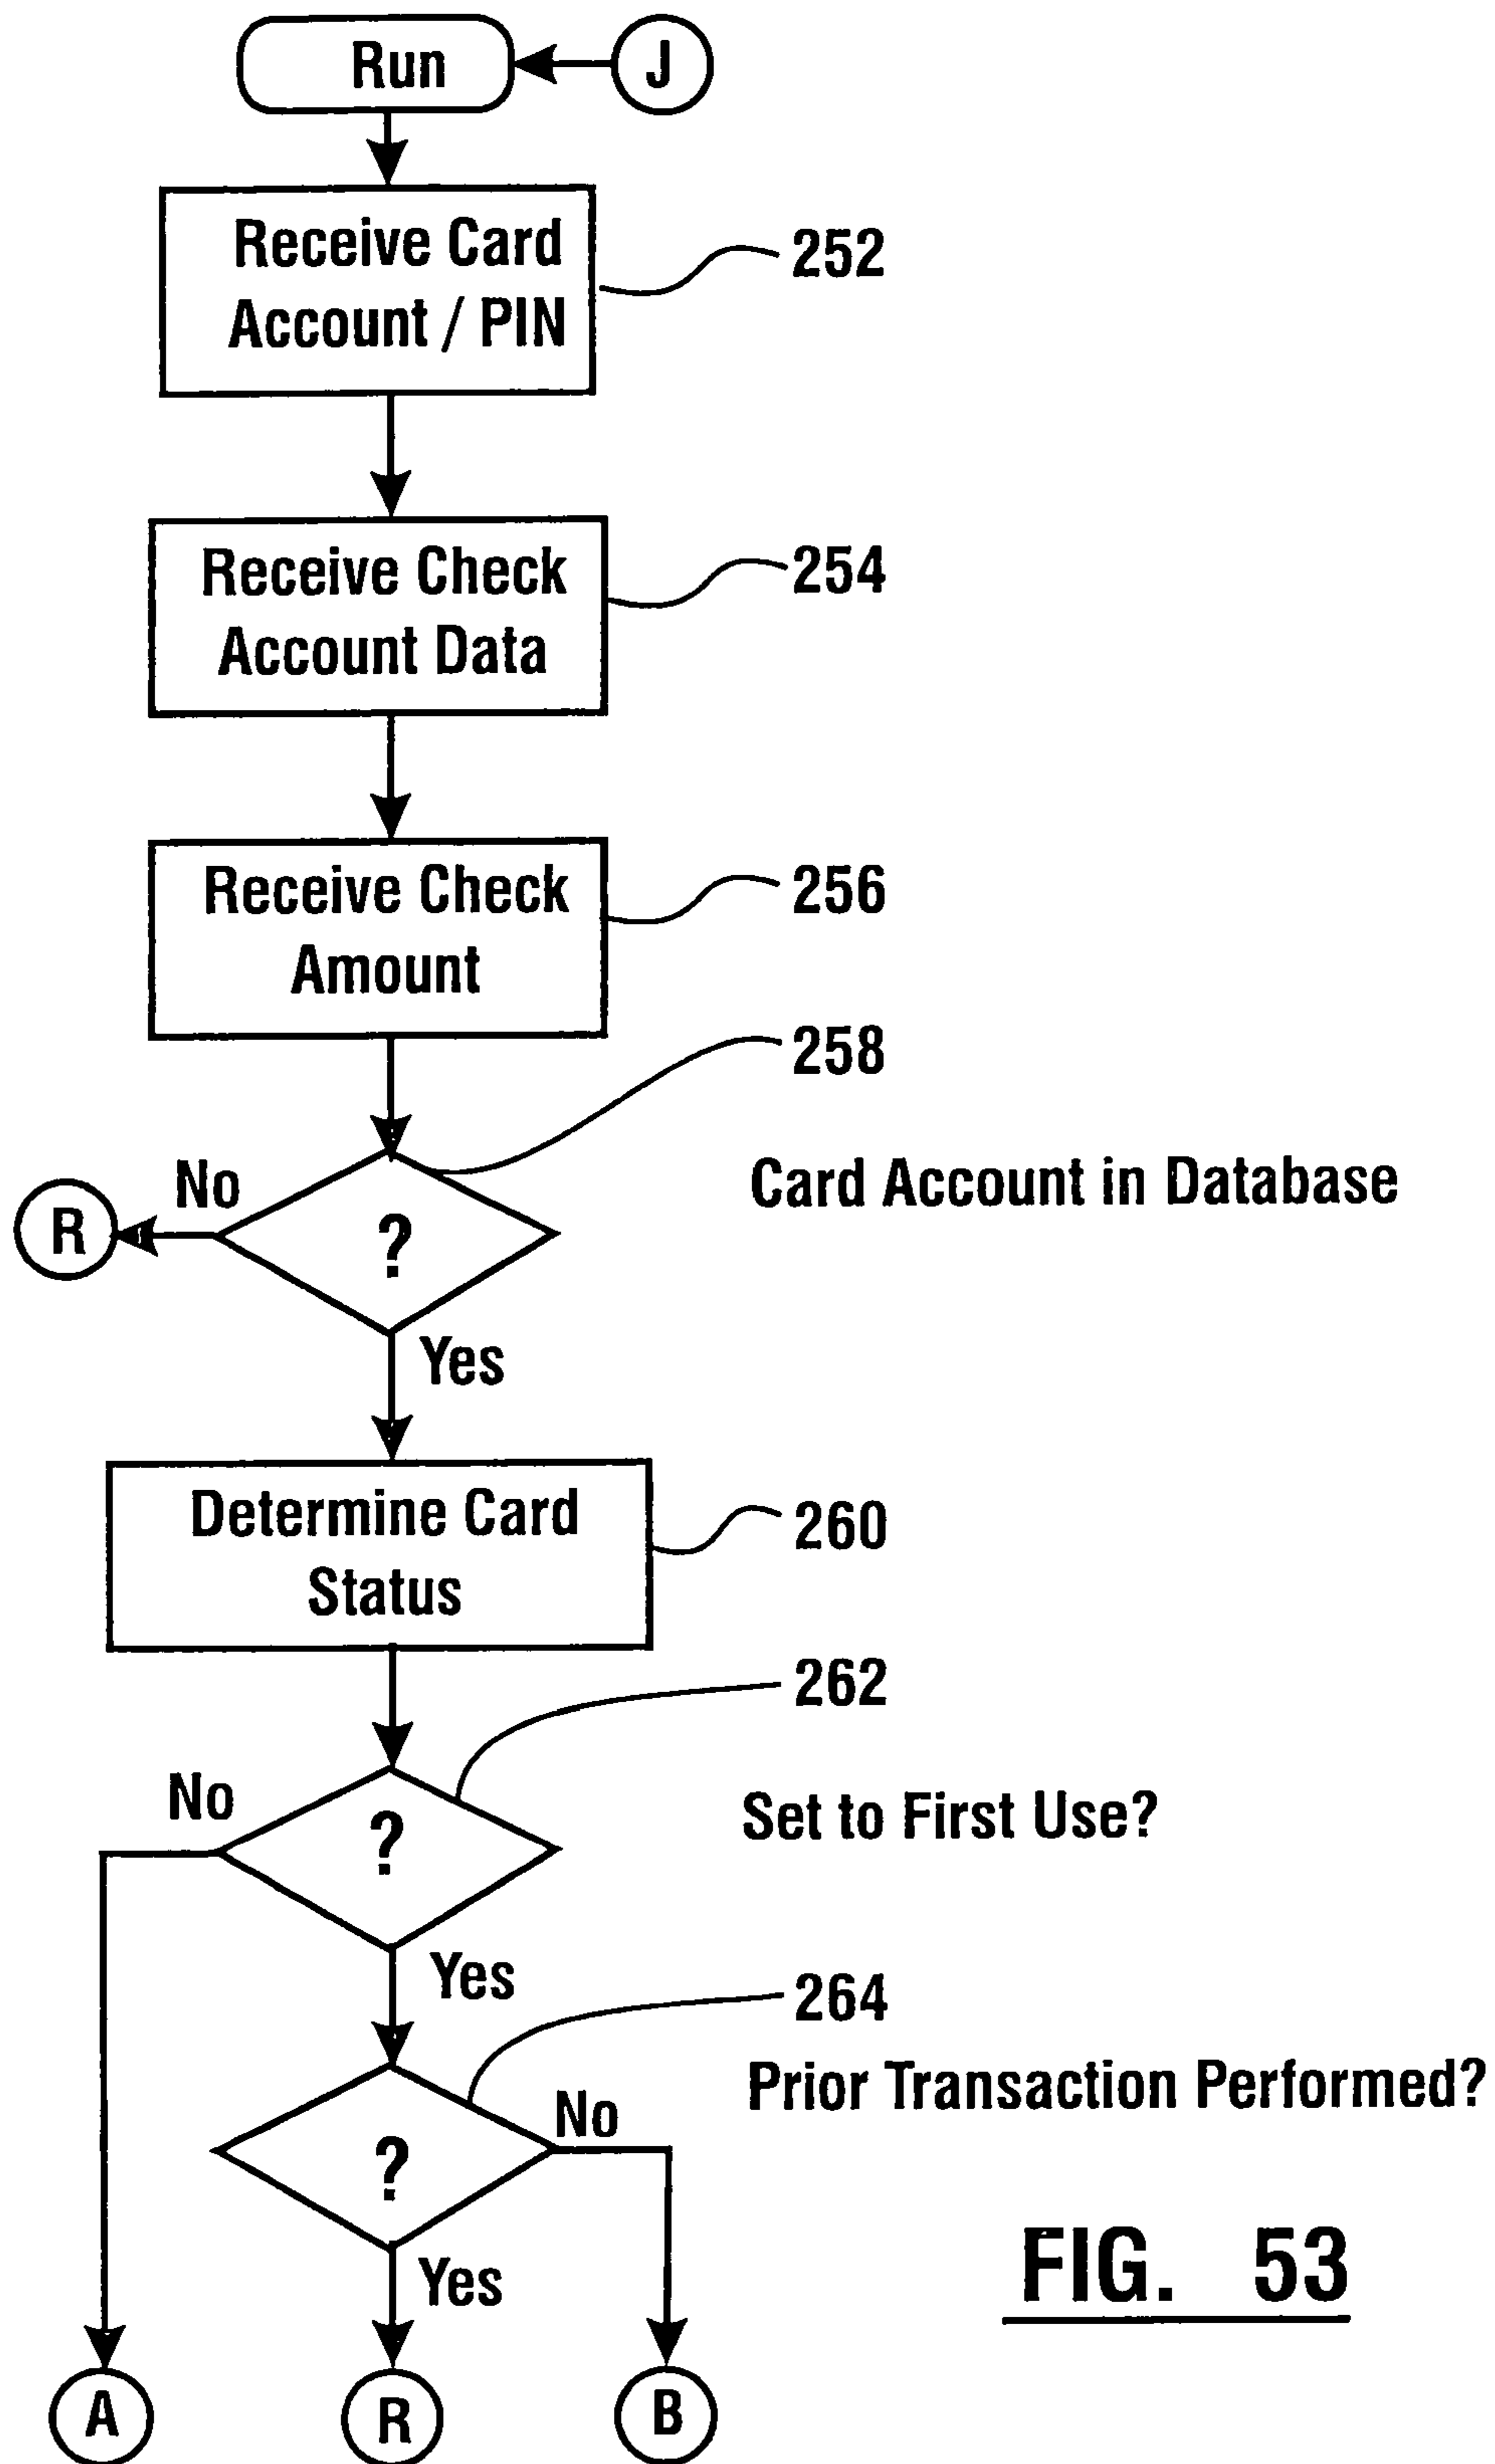 Run
J
Receive Card
Account / PIN
252
Receive Check
Account Data
254
Receive Check
Amount
256
258
Card Account in Database
No
R
?
Yes
Determine Card
Status
260
262
No
?
Set to First Use?
Yes
264
Prior Transaction Performed?
No
?
Yes
FIG. 53
A
R
B